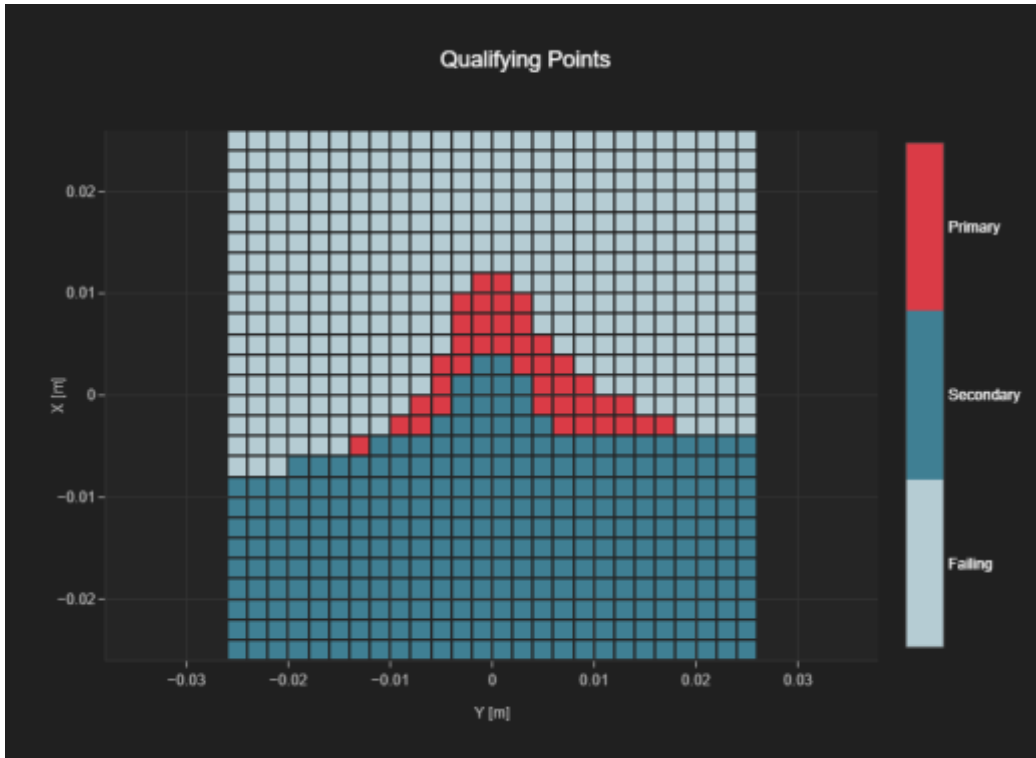 Qualifying Points
0.02
0.01
0
−0.01
−0.02
X [m]
−0.03
−0.02
−0.01
0
0.01
0.02
0.03
Y [m]
Primary
Secondary
Failing